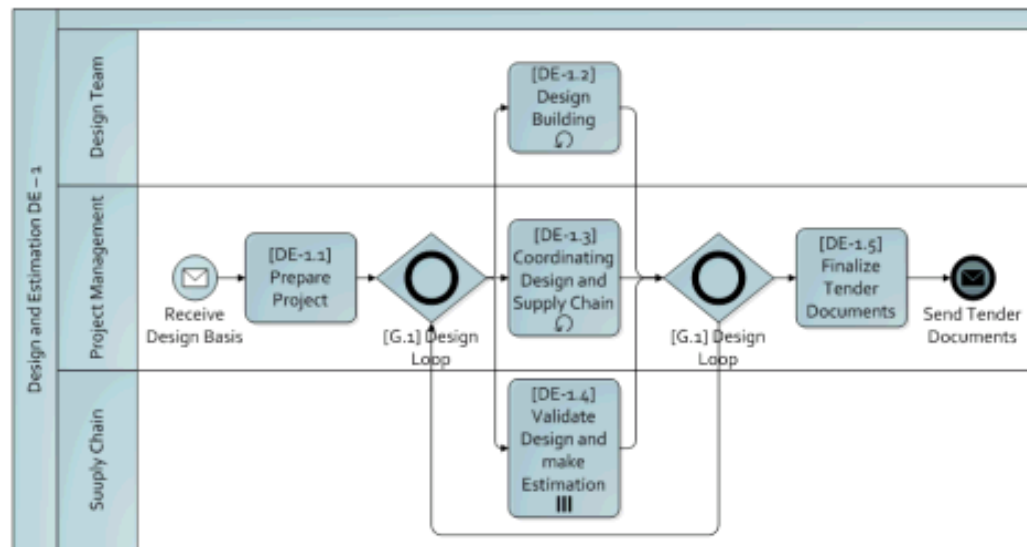 Design and Estimation DE – 1
Design Team
[DE-1.2]
Design
Building
Project Management
Receive
Design Basis
[DE-1.1]
Prepare
Project
[G.1] Design
Loop
[DE-1.3]
Coordinating
Design and
Supply Chain
[G.1] Design
Loop
[DE-1.5]
Finalize
Tender
Documents
Send Tender
Documents
Suuply Chain
[DE-1.4]
Validate
Design and
make
Estimation